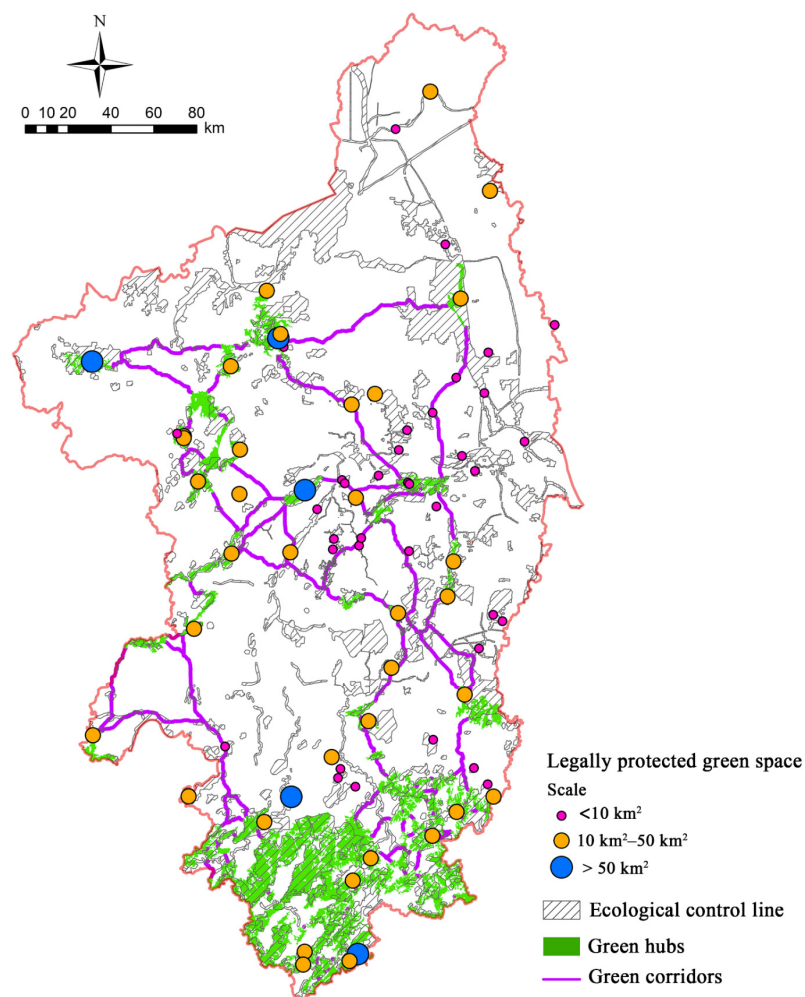 N
0 10 20 40 60 80
km
Legally protected green space
Scale
<10 km²
10 km²–50 km²
> 50 km²
Ecological control line
Green hubs
Green corridors